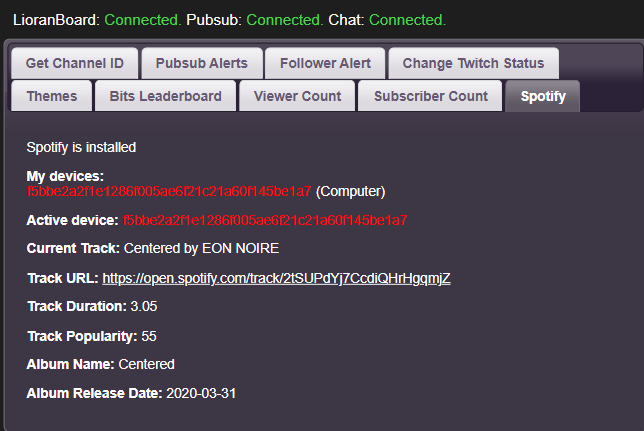 LioranBoard: Connected. Pubsub: Connected. Chat: Connected.
Get Channel ID Pubsub Alerts Follower Alert Change Twitch Status
Themes Bits Leaderboard Viewer Count Subscriber Count Spotify
Spotify is installed
My devices:
f5bbe2a2f1e1286f005ae6f21c21a60f145be1a7 (Computer)
Active device: f5bbe2a2f1e1286f005ae6f21c21a60f145be1a7
Current Track: Centered by EON NOIRE
Track URL: https://open.spotify.com/track/2tSUPdYj7CcdiQHrHgqmjZ
Track Duration: 3.05
Track Popularity: 55
Album Name: Centered
Album Release Date: 2020-03-31